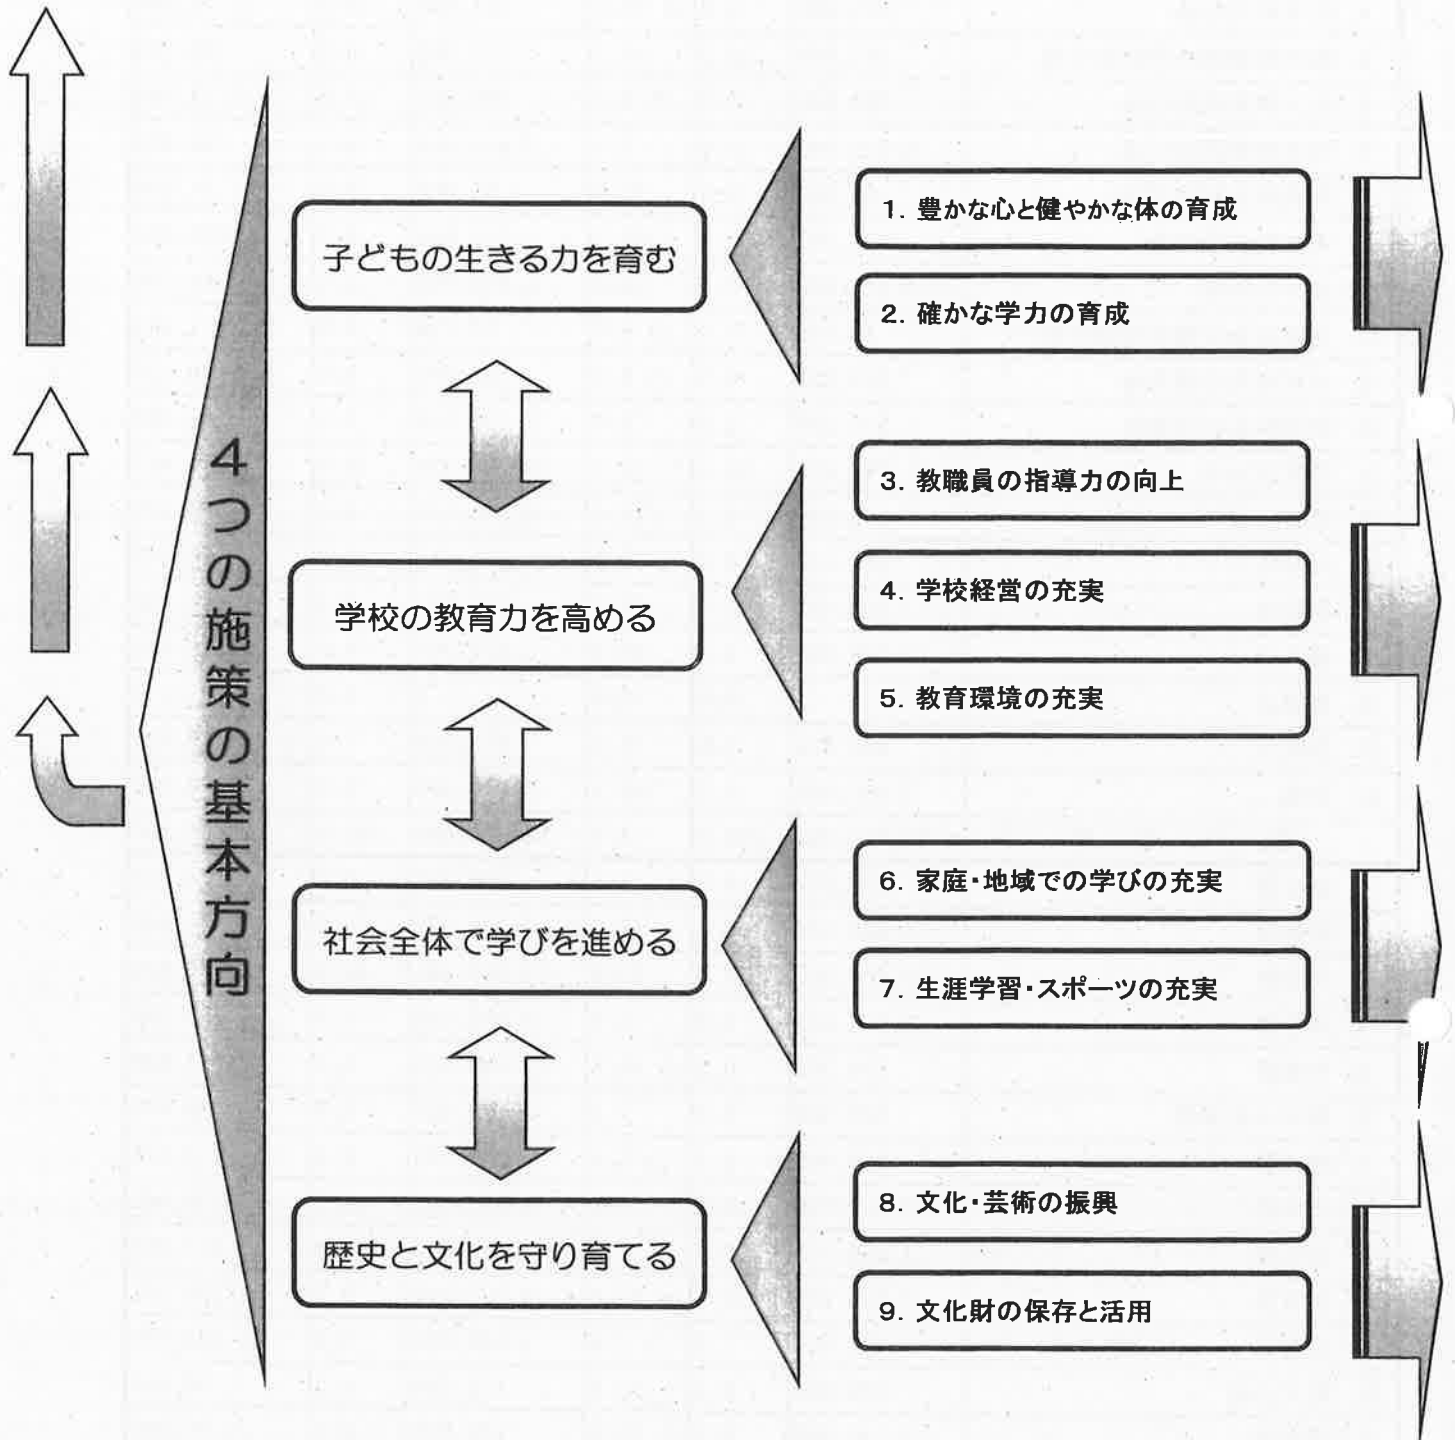 4つの施策の基本方向
子どもの生きる力を育む
1. 豊かな心と健やかな体の育成
2. 確かな学力の育成
学校の教育力を高める
3. 教職員の指導力の向上
4. 学校経営の充実
5. 教育環境の充実
社会全体で学びを進める
6. 家庭・地域での学びの充実
7. 生涯学習・スポーツの充実
歴史と文化を守り育てる
8. 文化・芸術の振興
9. 文化財の保存と活用